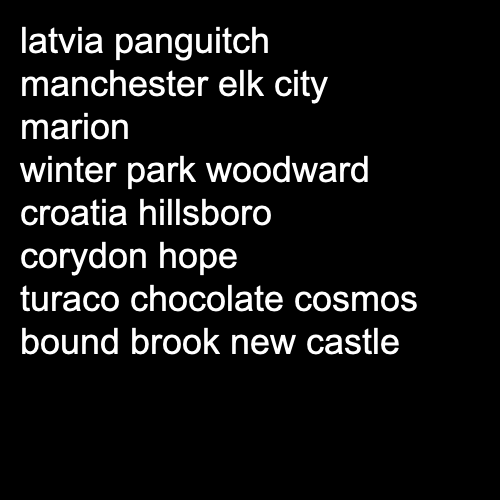 latvia panguitch
manchester elk city
marion
winter park woodward
croatia hillsboro
corydon hope
turaco chocolate cosmos
bound brook new castle